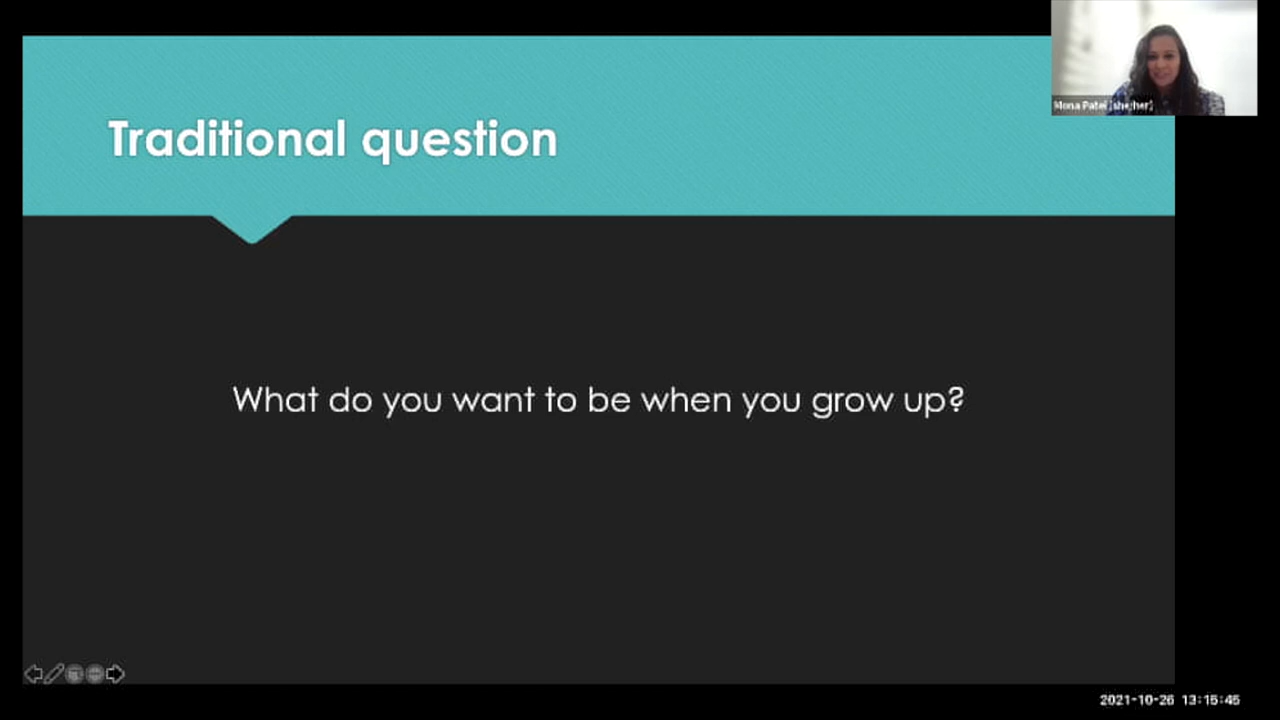 Mona Patel (she/her)
Traditional question
What do you want to be when you grow up?
2021-10-26 13:15:45